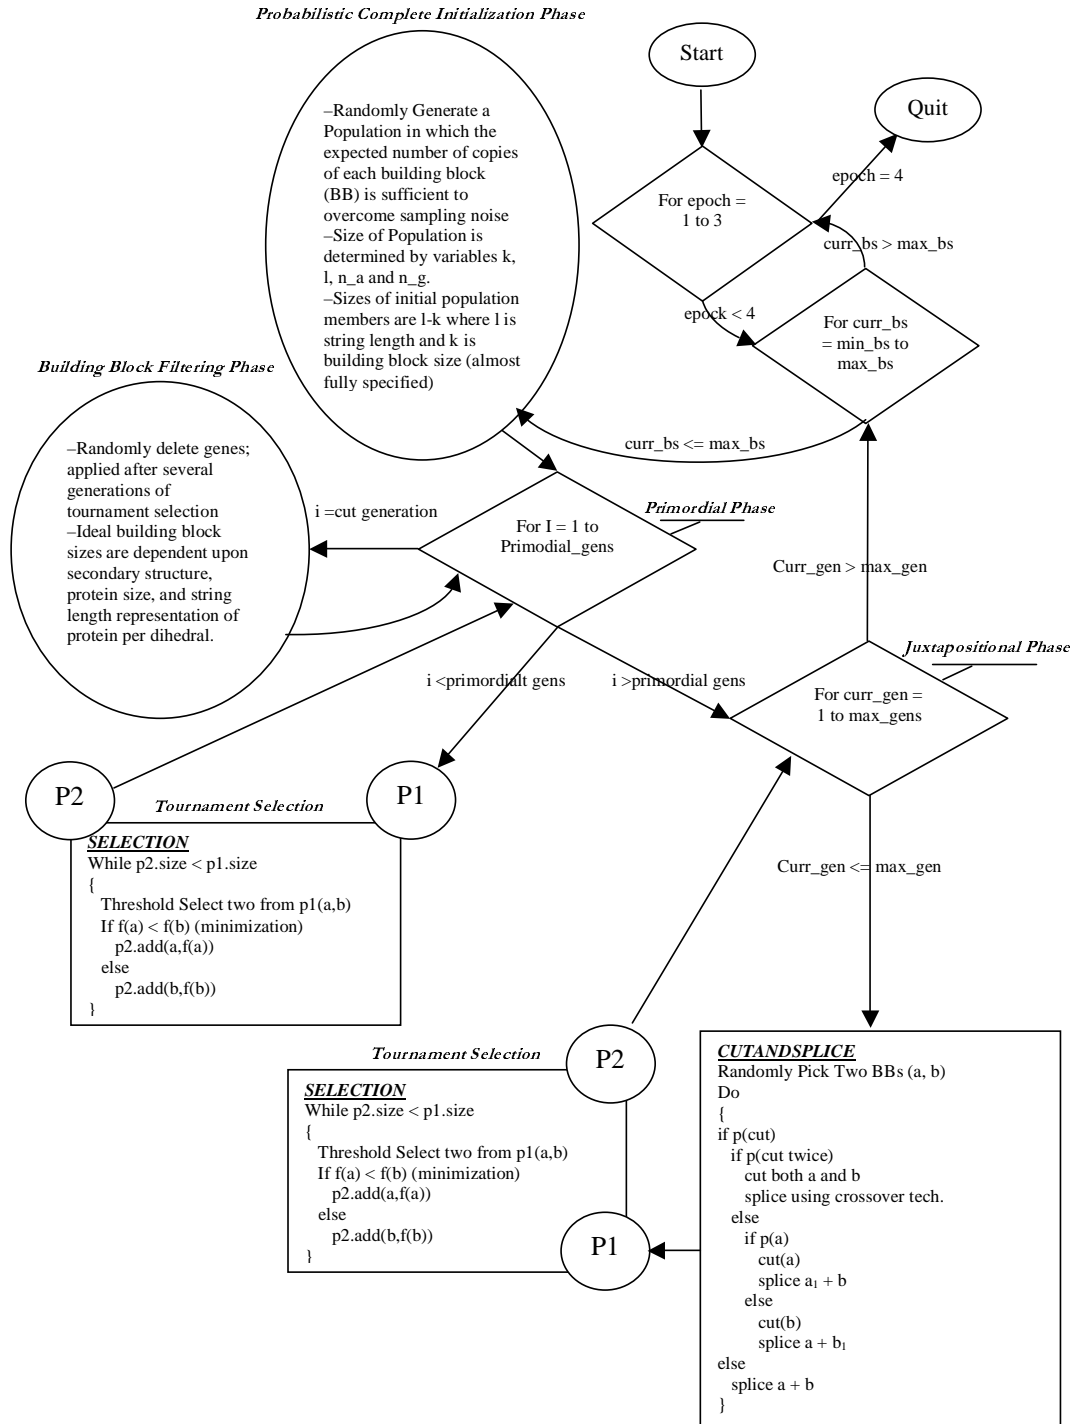 Probabilistic Complete Initialization Phase
–Randomly Generate a
Population in which the
expected number of copies
of each building block
(BB) is sufficient to
overcome sampling noise
–Size of Population is
determined by variables k,
l, n_a and n_g.
–Sizes of initial population
members are l-k where l is
string length and k is
building block size (almost
fully specified)
Start
Quit
epoch = 4
For epoch =
1 to 3
curr_bs > max_bs
epock < 4
For curr_bs
= min_bs to
max_bs
curr_bs <= max_bs
Building Block Filtering Phase
–Randomly delete genes;
applied after several
generations of
tournament selection
–Ideal building block
sizes are dependent upon
secondary structure,
protein size, and string
length representation of
protein per dihedral.
i =cut generation
For I = 1 to
Primodial_gens
Primordial Phase
Curr_gen > max_gen
Juxtapositional Phase
i <primordialt gens
i >primordial gens
For curr_gen =
1 to max_gens
P2
P1
Tournament Selection
SELECTION
While p2.size < p1.size
{
Threshold Select two from p1(a,b)
If f(a) < f(b) (minimization)
p2.add(a,f(a))
else
p2.add(b,f(b))
}
Curr_gen <= max_gen
Tournament Selection
P2
SELECTION
While p2.size < p1.size
{
Threshold Select two from p1(a,b)
If f(a) < f(b) (minimization)
p2.add(a,f(a))
else
p2.add(b,f(b))
}
P1
CUTANDSPLICE
Randomly Pick Two BBs (a, b)
Do
{
if p(cut)
if p(cut twice)
cut both a and b
splice using crossover tech.
else
if p(a)
cut(a)
splice a₁ + b
else
cut(b)
splice a + b₁
else
splice a + b
}